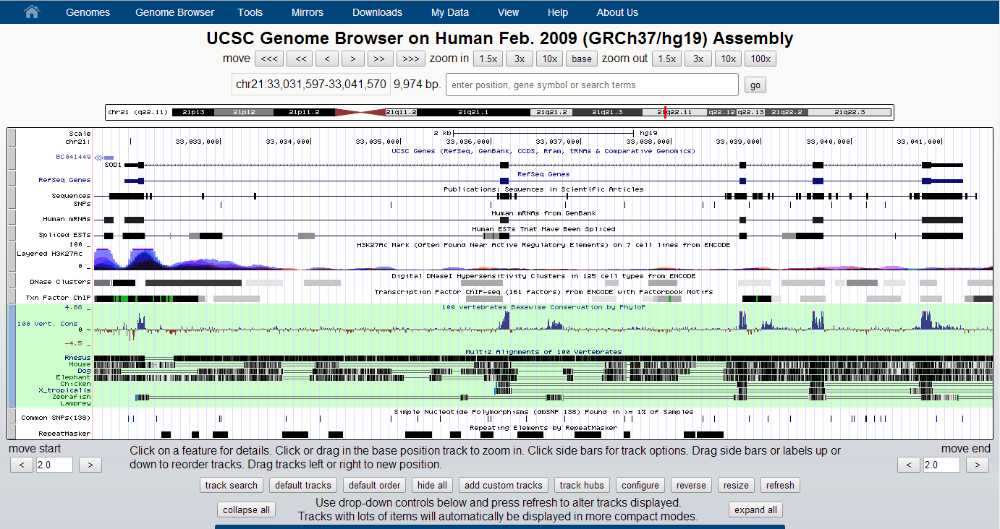 Genomes Genome Browser Tools Mirrors Downloads My Data View Help About Us
UCSC Genome Browser on Human Feb. 2009 (GRCh37/hg19) Assembly
move <<< << < > >> >>> zoom in 1.5x 3x 10x base zoom out 1.5x 3x 10x 100x
chr21:33,031,597-33,041,570 9,974 bp. enter position, gene symbol or search terms go
chr21 (q22.11) 21p13 21p12 21p11.2 21q11.2 21q21.1 21q21.2 21q21.3 21q22.11 q22.12 q22.13 21q22.2 21q22.3
Scale 2 kb hg19
chr21: 33,033,000 33,034,000 33,035,000 33,036,000 33,037,000 33,038,000 33,039,000 33,040,000 33,041,000
UCSC Genes (RefSeq, GenBank, CCDS, Rfam, tRNAs & Comparative Genomics)
BC041449
SOD1
RefSeq Genes
RefSeq Genes
Publications: Sequences in Scientific Articles
Sequences
SNPs
Human mRNAs from GenBank
Human mRNAs
Human ESTs That Have Been Spliced
Spliced ESTs
H3K27Ac Mark (Often Found Near Active Regulatory Elements) on 7 cell lines from ENCODE
100 _
Layered H3K27Ac
0 _
Digital DNaseI Hypersensitivity Clusters in 125 cell types from ENCODE
DNase Clusters
Transcription Factor ChIP-seq (161 factors) from ENCODE with Factorbook Motifs
Txn Factor ChIP
100 vertebrates Basewise Conservation by PhyloP
4.88 _
100 Vert. Cons
0 -
-4.5 _
Multiz Alignments of 100 Vertebrates
Rhesus
Mouse
Dog
Elephant
Chicken
X_tropicalis
Zebrafish
Lamprey
Simple Nucleotide Polymorphisms (dbSNP 138) Found in >= 1% of Samples
Common SNPs(138)
Repeating Elements by RepeatMasker
RepeatMasker
move start
< 2.0 >
Click on a feature for details. Click or drag in the base position track to zoom in. Click side bars for track options. Drag side bars or labels up or
down to reorder tracks. Drag tracks left or right to new position.
move end
< 2.0 >
track search default tracks default order hide all add custom tracks track hubs configure reverse resize refresh
collapse all
Use drop-down controls below and press refresh to alter tracks displayed.
Tracks with lots of items will automatically be displayed in more compact modes.
expand all